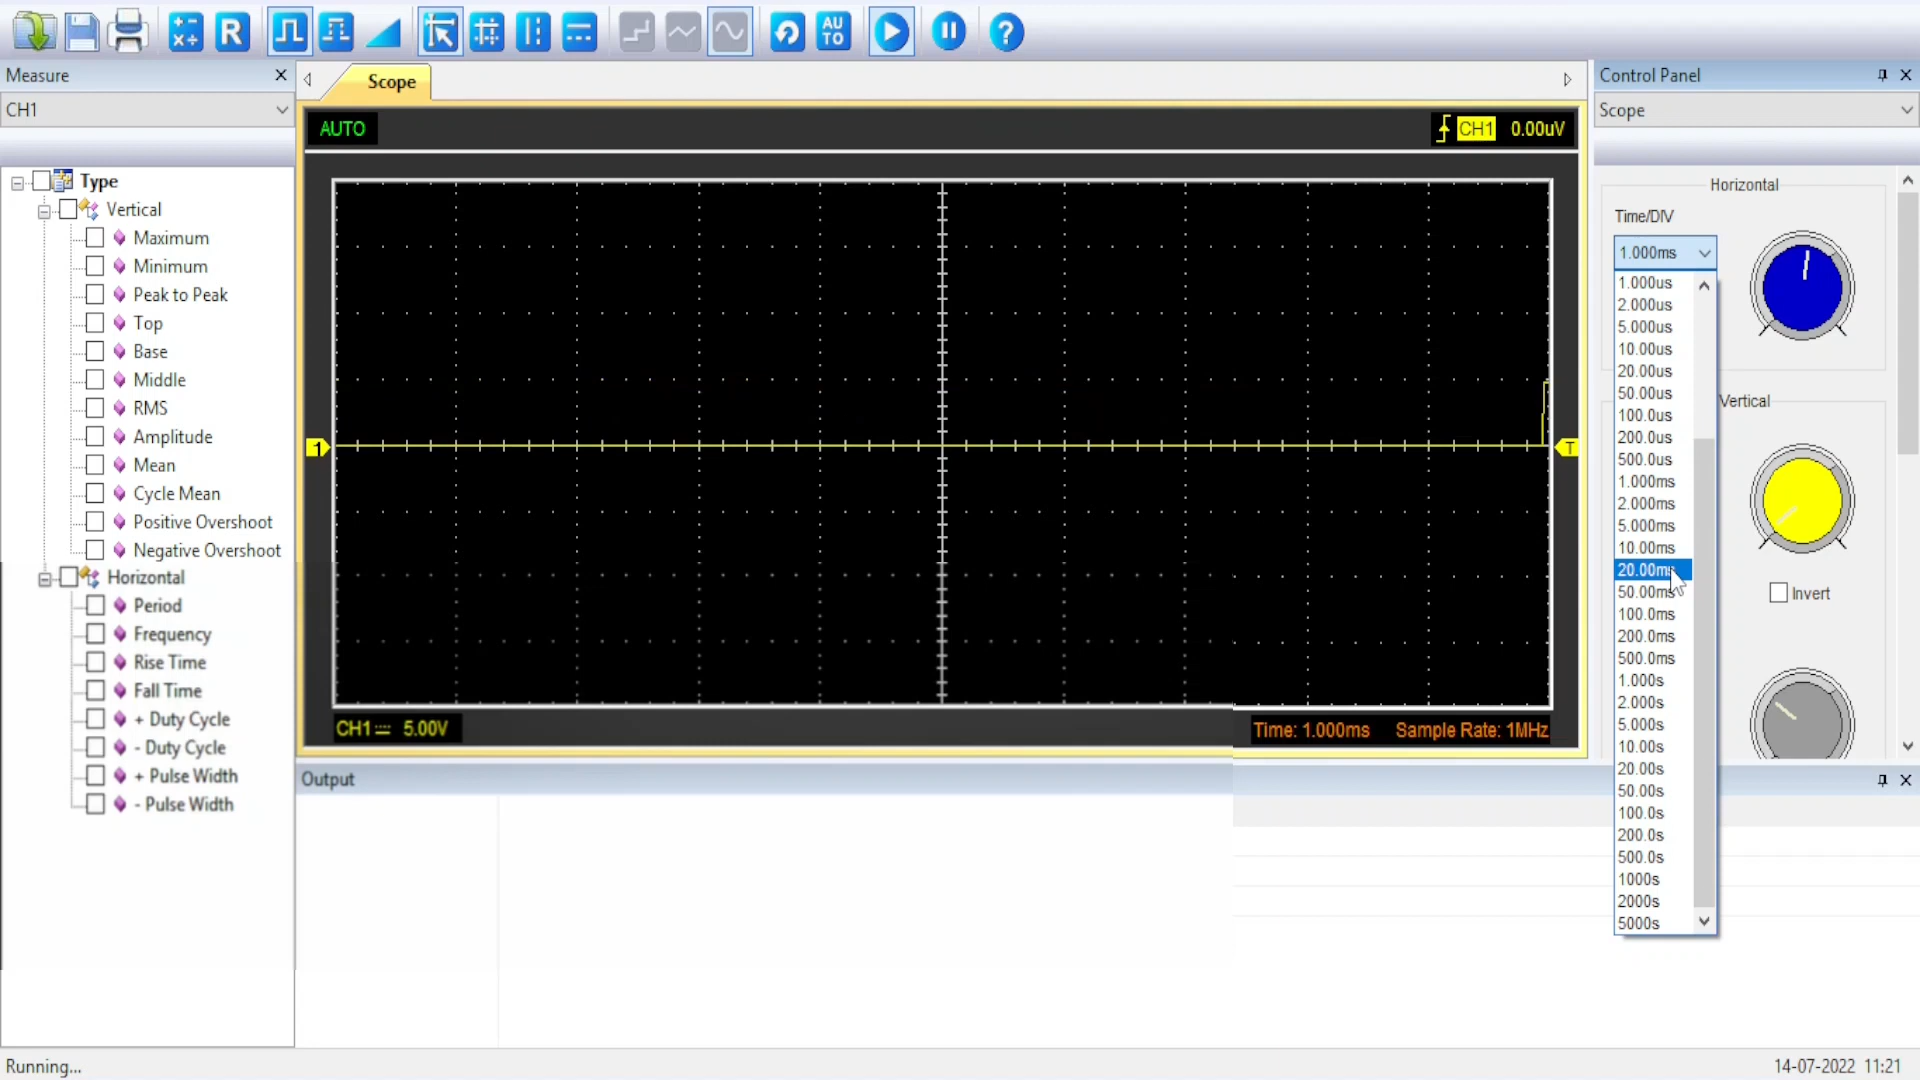 R
AU
TO
?
Measure
CH1
Type
Vertical
Maximum
Minimum
Peak to Peak
Top
Base
Middle
RMS
Amplitude
Mean
Cycle Mean
Positive Overshoot
Negative Overshoot
Horizontal
Period
Frequency
Rise Time
Fall Time
+ Duty Cycle
- Duty Cycle
+ Pulse Width
- Pulse Width
Scope
AUTO
CH1 0.00uV
1
T
CH1 5.00V
Time: 1.000ms Sample Rate: 1MHz
Output
Control Panel
Scope
Horizontal
Time/DIV
1.000ms
1.000us
2.000us
5.000us
10.00us
20.00us
50.00us
100.0us
200.0us
500.0us
1.000ms
2.000ms
5.000ms
10.00ms
20.00ms
50.00ms
100.0ms
200.0ms
500.0ms
1.000s
2.000s
5.000s
10.00s
20.00s
50.00s
100.0s
200.0s
500.0s
1000s
2000s
5000s
Vertical
Invert
Running...
14-07-2022 11:21